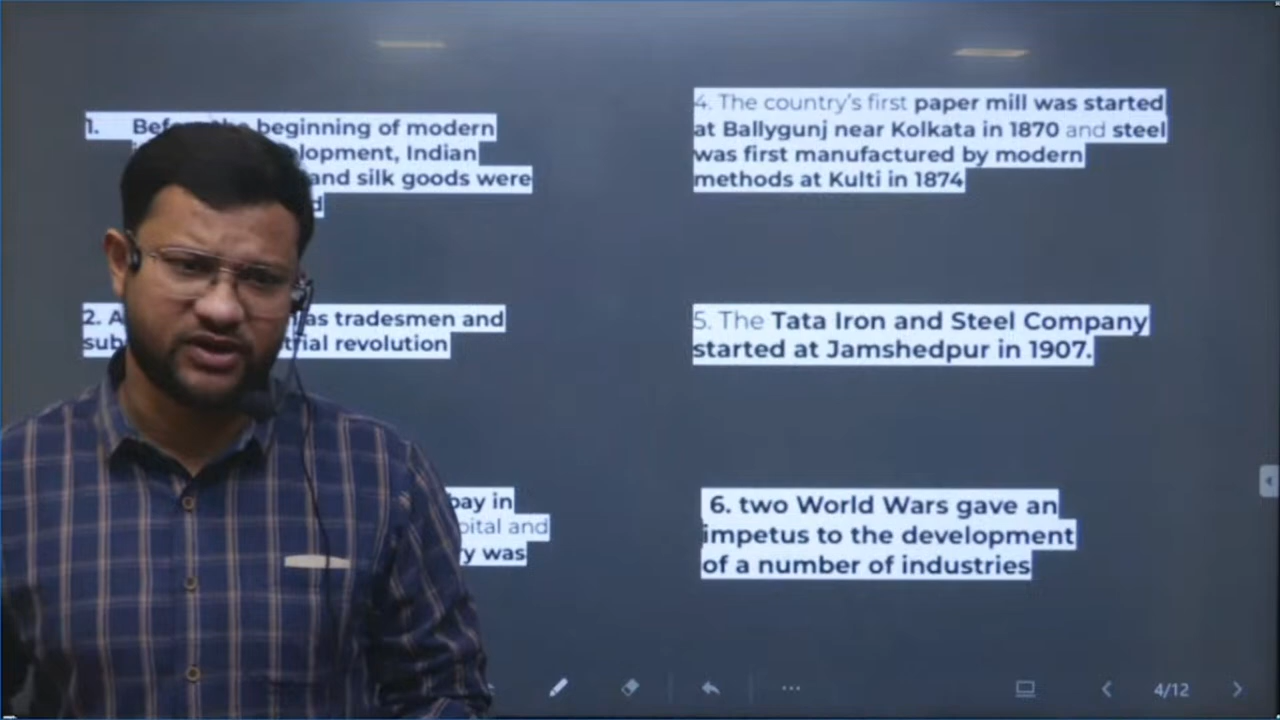 1. Before the beginning of modern
lopment, Indian
and silk goods were
d
2. A as tradesmen and
sub trial revolution
bay in
pital and
ry was
4. The country's first paper mill was started
at Ballygunj near Kolkata in 1870 and steel
was first manufactured by modern
methods at Kulti in 1874
5. The Tata Iron and Steel Company
started at Jamshedpur in 1907.
6. two World Wars gave an
impetus to the development
of a number of industries
4/12